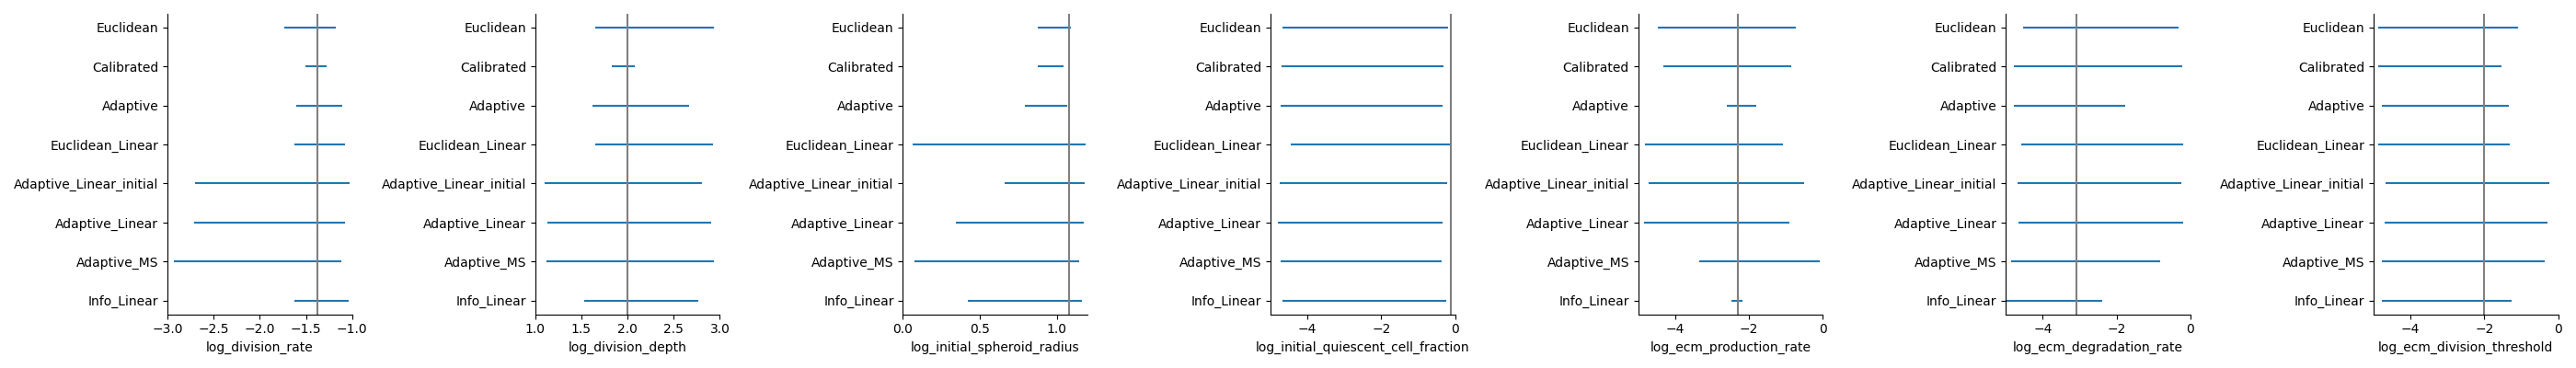 Euclidean
Calibrated
Adaptive
Euclidean_Linear
Adaptive_Linear_initial
Adaptive_Linear
Adaptive_MS
Info_Linear
−3.0 −2.5 −2.0 −1.5 −1.0
log_division_rate
Euclidean
Calibrated
Adaptive
Euclidean_Linear
Adaptive_Linear_initial
Adaptive_Linear
Adaptive_MS
Info_Linear
1.0 1.5 2.0 2.5 3.0
log_division_depth
Euclidean
Calibrated
Adaptive
Euclidean_Linear
Adaptive_Linear_initial
Adaptive_Linear
Adaptive_MS
Info_Linear
0.0 0.5 1.0
log_initial_spheroid_radius
Euclidean
Calibrated
Adaptive
Euclidean_Linear
Adaptive_Linear_initial
Adaptive_Linear
Adaptive_MS
Info_Linear
−4 −2 0
log_initial_quiescent_cell_fraction
Euclidean
Calibrated
Adaptive
Euclidean_Linear
Adaptive_Linear_initial
Adaptive_Linear
Adaptive_MS
Info_Linear
−4 −2 0
log_ecm_production_rate
Euclidean
Calibrated
Adaptive
Euclidean_Linear
Adaptive_Linear_initial
Adaptive_Linear
Adaptive_MS
Info_Linear
−4 −2 0
log_ecm_degradation_rate
Euclidean
Calibrated
Adaptive
Euclidean_Linear
Adaptive_Linear_initial
Adaptive_Linear
Adaptive_MS
Info_Linear
−4 −2 0
log_ecm_division_threshold